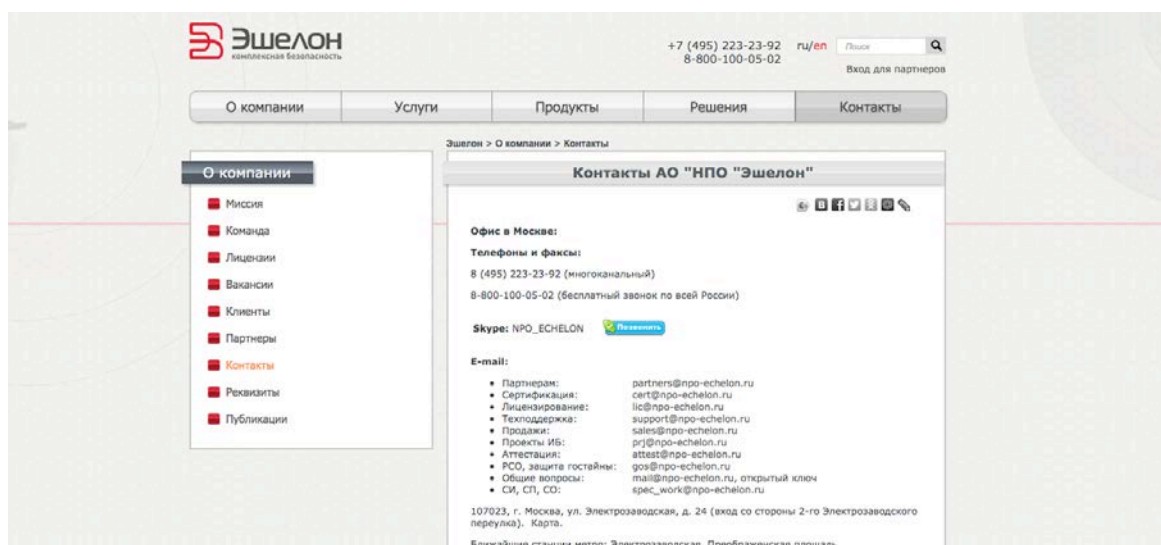 Эшелон
комплексная безопасность
+7 (495) 223-23-92
8-800-100-05-02
ru/en
Поиск
Вход для партнеров
О компании
Услуги
Продукты
Решения
Контакты
Эшелон > О компании > Контакты
О компании
Миссия
Команда
Лицензии
Вакансии
Клиенты
Партнеры
Контакты
Реквизиты
Публикации
Контакты АО "НПО "Эшелон"
Офис в Москве:
Телефоны и факсы:
8 (495) 223-23-92 (многоканальный)
8-800-100-05-02 (бесплатный звонок по всей России)
Skype: NPO_ECHELON Позвонить
E-mail:
Партнерам: partners@npo-echelon.ru
Сертификация: cert@npo-echelon.ru
Лицензирование: lic@npo-echelon.ru
Техподдержка: support@npo-echelon.ru
Продажи: sales@npo-echelon.ru
Проекты ИБ: prj@npo-echelon.ru
Аттестация: attest@npo-echelon.ru
РСО, защита гостайны: gos@npo-echelon.ru
Общие вопросы: mail@npo-echelon.ru, открытый ключ
СИ, СП, СО: spec_work@npo-echelon.ru
107023, г. Москва, ул. Электрозаводская, д. 24 (вход со стороны 2-го Электрозаводского
переулка). Карта.
Ближайшие станции метро: Электрозаводская, Преображенская площадь